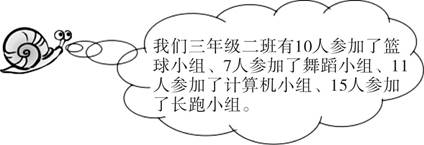 我们三年级二班有10人参加了篮
球小组、7人参加了舞蹈小组、11
人参加了计算机小组、15人参加
了长跑小组。